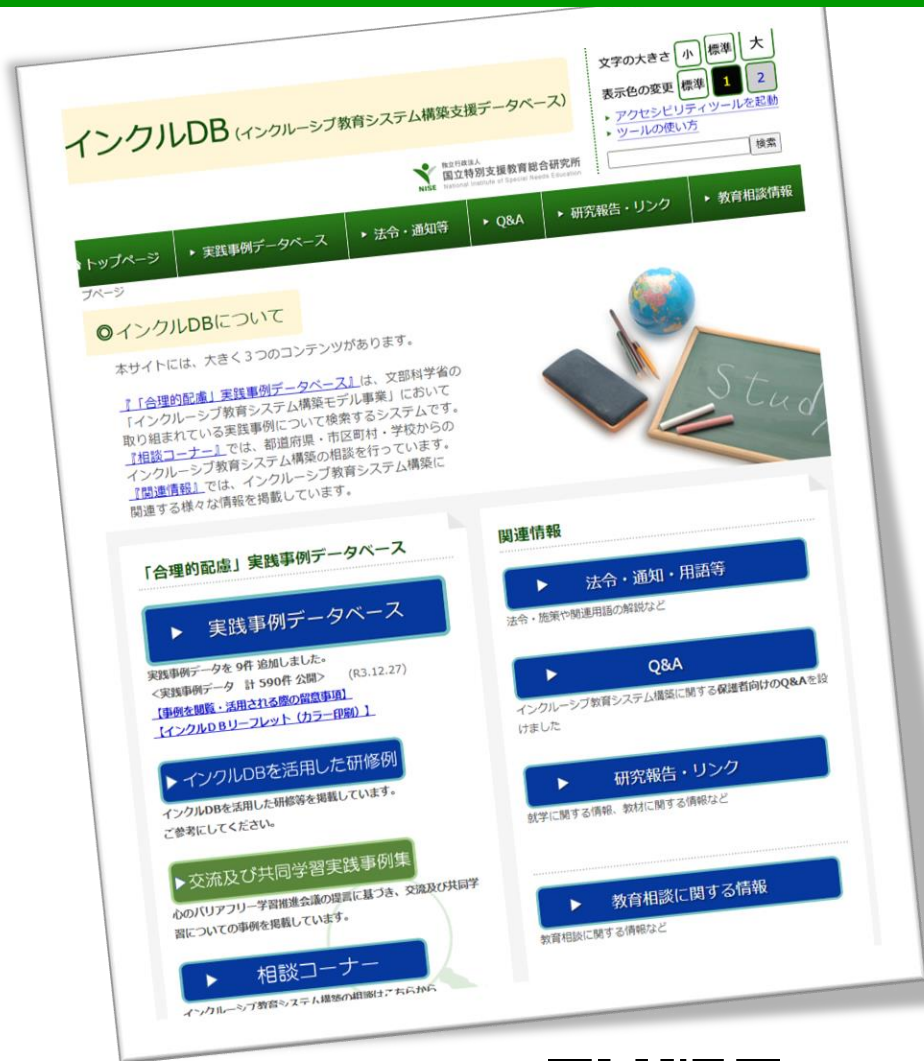 文字の大きさ 小 標準 大
表示色の変更 標準 1 2
アクセシビリティツールを起動
ツールの使い方
検索
インクルDB(インクルーシブ教育システム構築支援データベース)
独立行政法人
国立特別支援教育総合研究所
NISE National Institute of Special Needs Education
トップページ 実践事例データベース 法令・通知等 Q&A 研究報告・リンク 教育相談情報
プページ
◎インクルDBについて
本サイトには、大きく3つのコンテンツがあります。
『「合理的配慮」実践事例データベース』は、文部科学省の
「インクルーシブ教育システム構築モデル事業」において
取り組まれている実践事例について検索するシステムです。
『相談コーナー』では、都道府県・市区町村・学校からの
インクルーシブ教育システム構築の相談を行っています。
『関連情報』では、インクルーシブ教育システム構築に
関連する様々な情報を掲載しています。
Stud
「合理的配慮」実践事例データベース
実践事例データベース
実践事例データを 9件 追加しました。
<実践事例データ 計 590件 公開> (R3.12.27)
【事例を閲覧・活用される際の留意事項】
【インクルDBリーフレット(カラー印刷)】
インクルDBを活用した研修例
インクルDBを活用した研修等を掲載しています。
ご参考にしてください。
交流及び共同学習実践事例集
心のバリアフリー学習推進会議の提言に基づき、交流及び共同学
習についての事例を掲載しています。
相談コーナー
インクルーシブ教育システム構築の相談はこちらから
関連情報
法令・通知・用語等
法令・施策や関連用語の解説など
Q&A
インクルーシブ教育システム構築に関する保護者向けのQ&Aを設
けました
研究報告・リンク
就学に関する情報、教材に関する情報など
教育相談に関する情報
教育相談に関する情報など